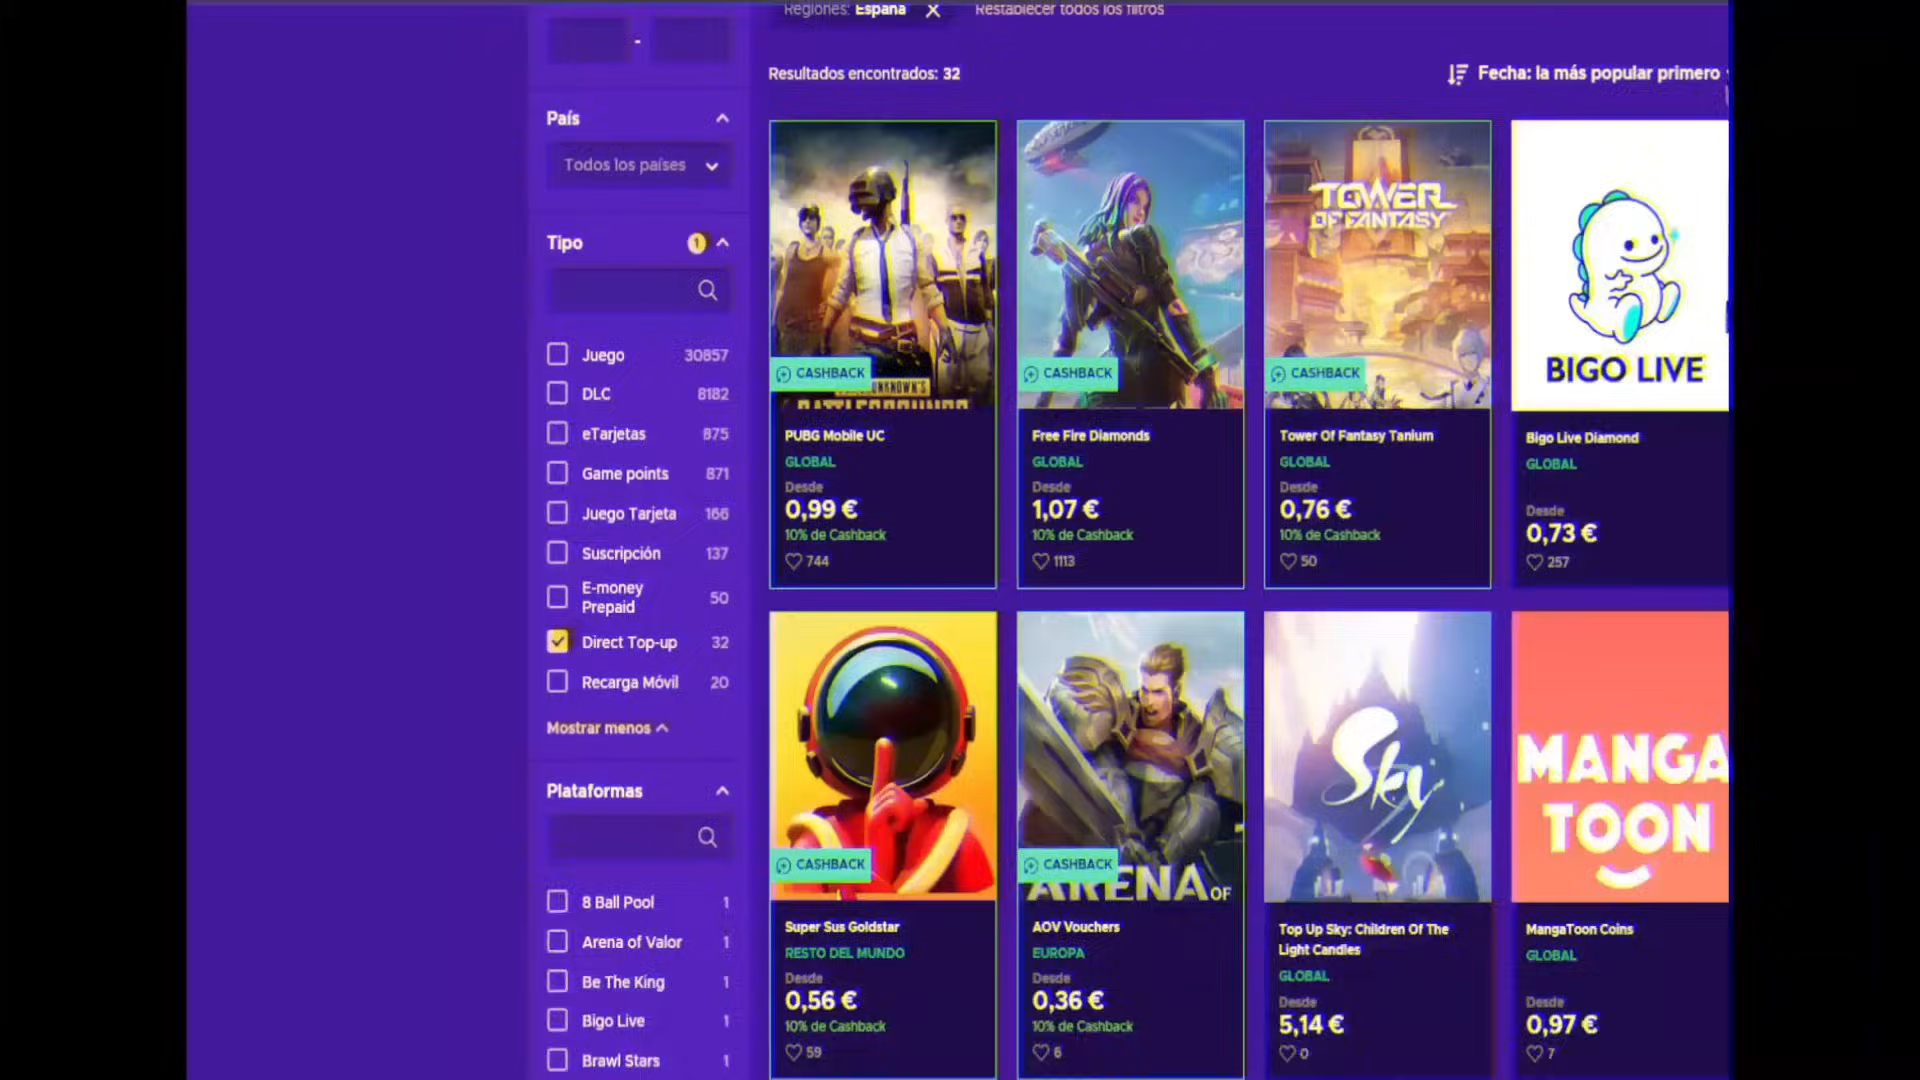 Regiones: España
Restablecer todos los filtros
Resultados encontrados: 32
Fecha: la más popular primero
-
País
Todos los países
Tipo
1
Juego 30857
DLC 8182
eTarjetas 875
Game points 871
Juego Tarjeta 166
Suscripción 137
E-money
Prepaid 50
Direct Top-up 32
Recarga Móvil 20
Mostrar menos
Plataformas
8 Ball Pool 1
Arena of Valor 1
Be The King 1
Bigo Live 1
Brawl Stars 1
CASHBACK
BATTLEGROUNDS
PUBG Mobile UC
GLOBAL
Desde
0,99 €
10% de Cashback
744
CASHBACK
Free Fire Diamonds
GLOBAL
Desde
1,07 €
10% de Cashback
1113
TOWER
OF FANTASY
CASHBACK
Tower Of Fantasy Tanium
GLOBAL
Desde
0,76 €
10% de Cashback
50
BIGO LIVE
Bigo Live Diamond
GLOBAL
Desde
0,73 €
257
CASHBACK
Super Sus Goldstar
RESTO DEL MUNDO
Desde
0,56 €
10% de Cashback
59
CASHBACK
ARENA OF
AOV Vouchers
EUROPA
Desde
0,36 €
10% de Cashback
6
Sky
Top Up Sky: Children Of The
Light Candles
GLOBAL
Desde
5,14 €
0
MANGA
TOON
MangaToon Coins
GLOBAL
Desde
0,97 €
7